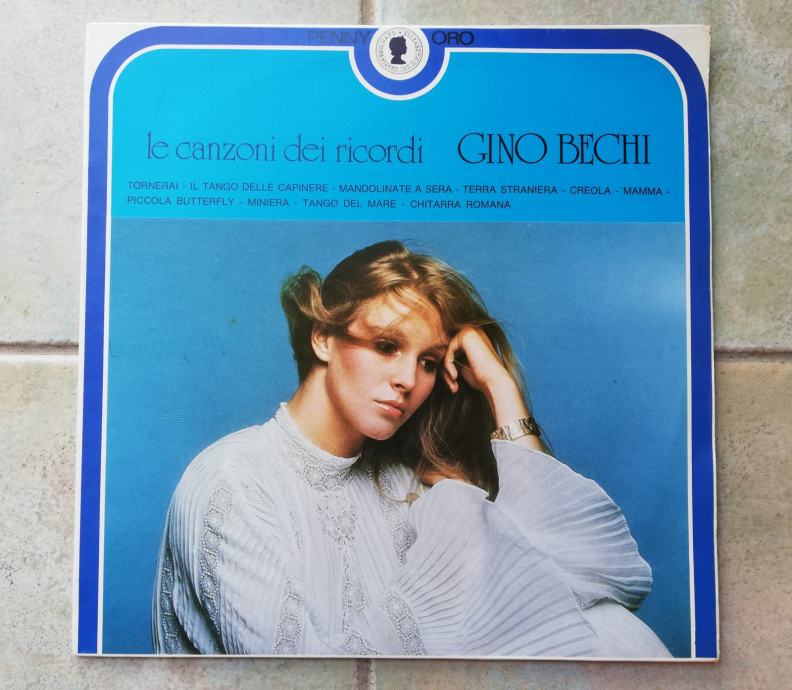 PENNY ORO
le canzoni dei ricordi GINO BECHI
TORNERAI - IL TANGO DELLE CAPINERE - MANDOLINATE A SERA - TERRA STRANIERA - CREOLA - MAMMA -
PICCOLA BUTTERFLY - MINIERA - TANGO DEL MARE - CHITARRA ROMANA